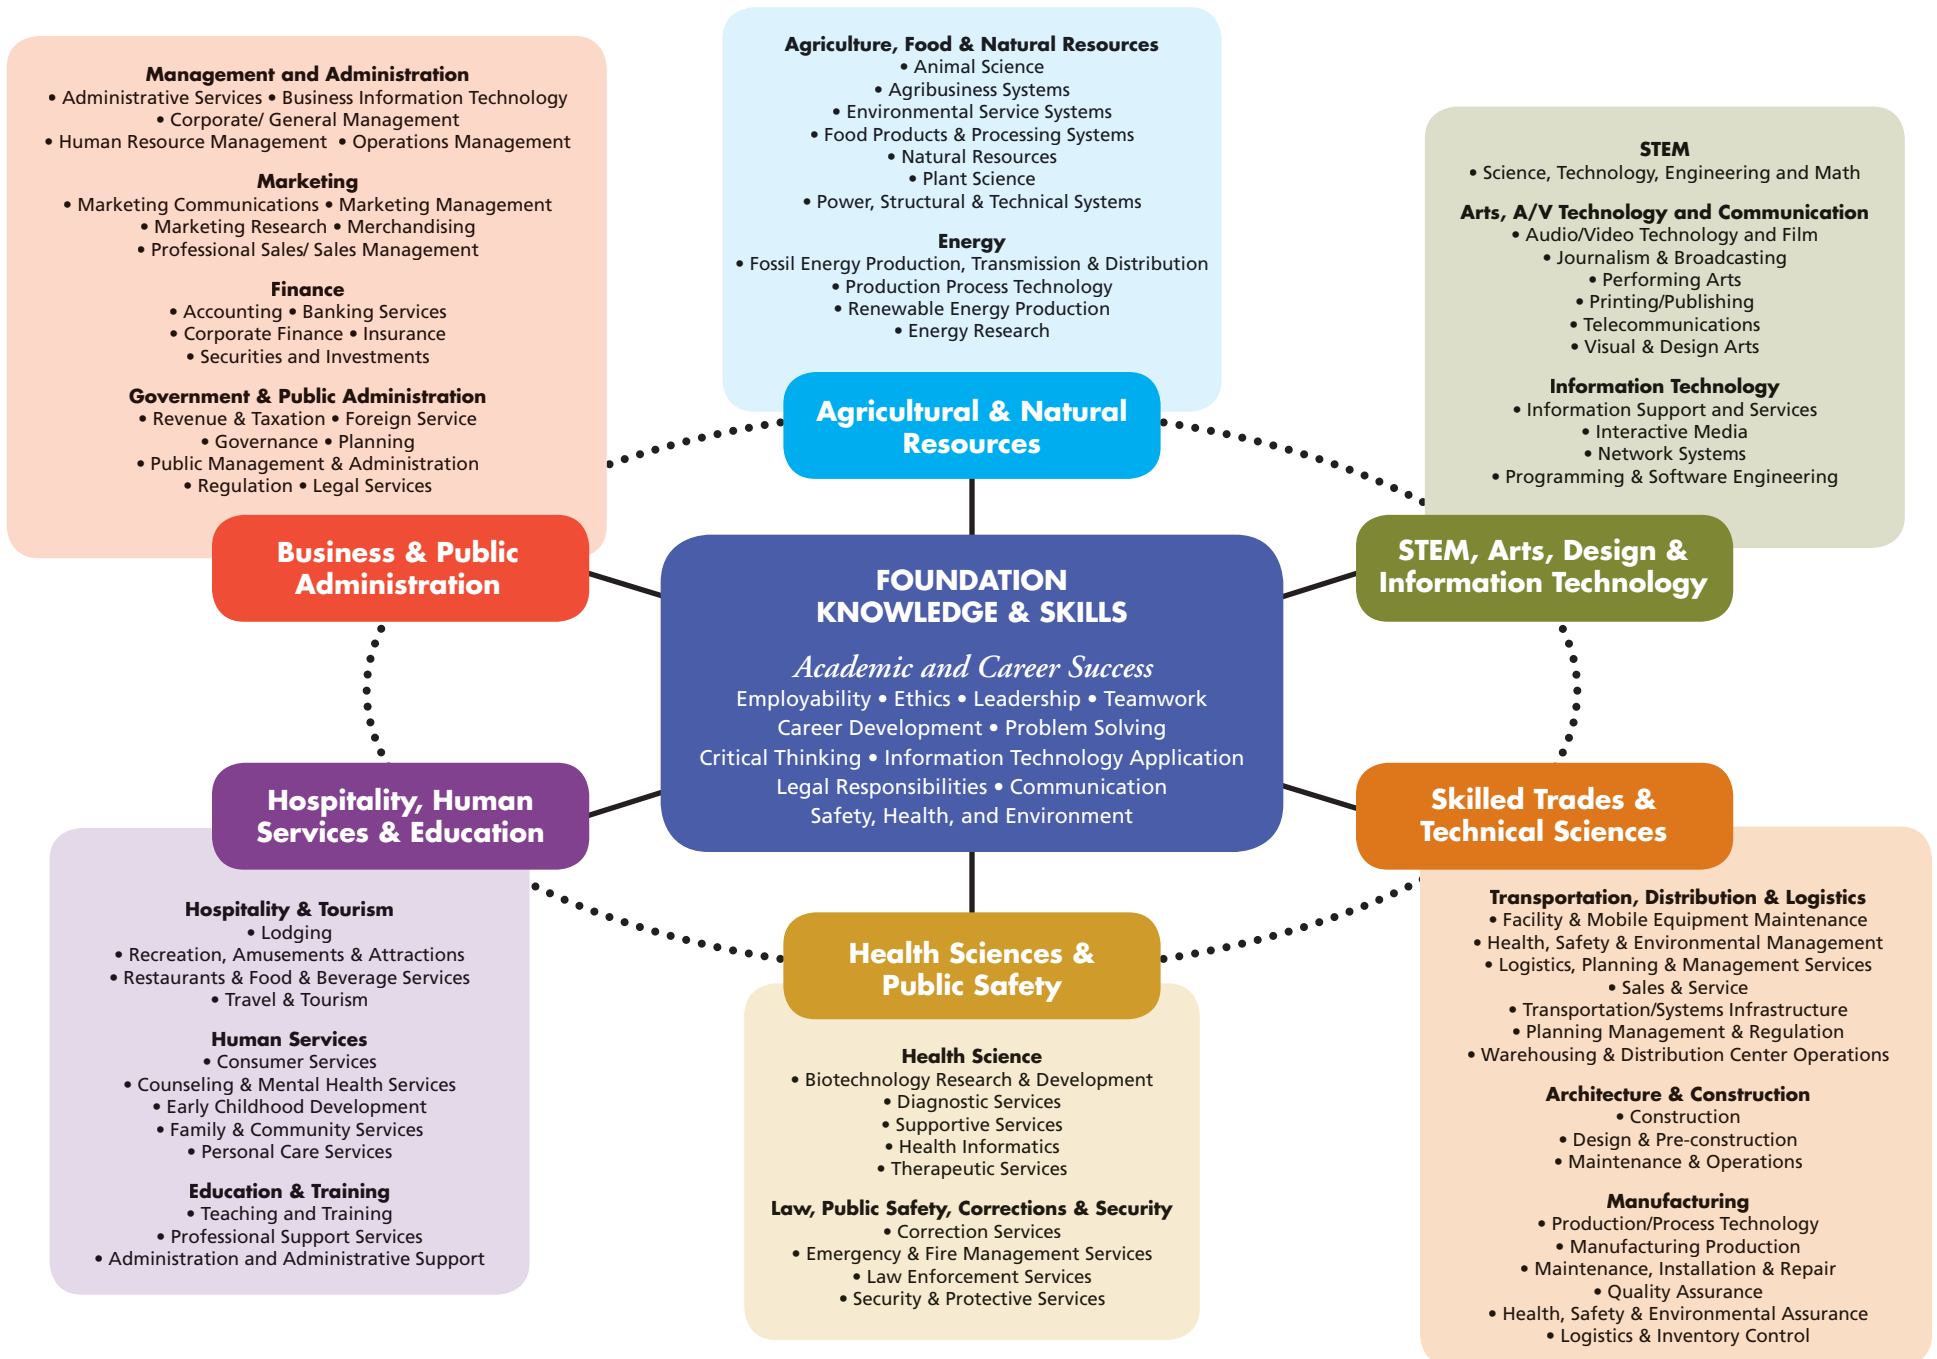 Management and Administration
• Administrative Services • Business Information Technology
• Corporate/ General Management
• Human Resource Management • Operations Management
Marketing
• Marketing Communications • Marketing Management
• Marketing Research • Merchandising
• Professional Sales/ Sales Management
Finance
• Accounting • Banking Services
• Corporate Finance • Insurance
• Securities and Investments
Government & Public Administration
• Revenue & Taxation • Foreign Service
• Governance • Planning
• Public Management & Administration
• Regulation • Legal Services
Business & Public
Administration
Agriculture, Food & Natural Resources
• Animal Science
• Agribusiness Systems
• Environmental Service Systems
• Food Products & Processing Systems
• Natural Resources
• Plant Science
• Power, Structural & Technical Systems
Energy
• Fossil Energy Production, Transmission & Distribution
• Production Process Technology
• Renewable Energy Production
• Energy Research
Agricultural & Natural
Resources
STEM
• Science, Technology, Engineering and Math
Arts, A/V Technology and Communication
• Audio/Video Technology and Film
• Journalism & Broadcasting
• Performing Arts
• Printing/Publishing
• Telecommunications
• Visual & Design Arts
Information Technology
• Information Support and Services
• Interactive Media
• Network Systems
• Programming & Software Engineering
STEM, Arts, Design &
Information Technology
FOUNDATION
KNOWLEDGE & SKILLS
Academic and Career Success
Employability • Ethics • Leadership • Teamwork
Career Development • Problem Solving
Critical Thinking • Information Technology Application
Legal Responsibilities • Communication
Safety, Health, and Environment
Hospitality, Human
Services & Education
Hospitality & Tourism
• Lodging
• Recreation, Amusements & Attractions
• Restaurants & Food & Beverage Services
• Travel & Tourism
Human Services
• Consumer Services
• Counseling & Mental Health Services
• Early Childhood Development
• Family & Community Services
• Personal Care Services
Education & Training
• Teaching and Training
• Professional Support Services
• Administration and Administrative Support
Health Sciences &
Public Safety
Health Science
• Biotechnology Research & Development
• Diagnostic Services
• Supportive Services
• Health Informatics
• Therapeutic Services
Law, Public Safety, Corrections & Security
• Correction Services
• Emergency & Fire Management Services
• Law Enforcement Services
• Security & Protective Services
Skilled Trades &
Technical Sciences
Transportation, Distribution & Logistics
• Facility & Mobile Equipment Maintenance
• Health, Safety & Environmental Management
• Logistics, Planning & Management Services
• Sales & Service
• Transportation/Systems Infrastructure
• Planning Management & Regulation
• Warehousing & Distribution Center Operations
Architecture & Construction
• Construction
• Design & Pre-construction
• Maintenance & Operations
Manufacturing
• Production/Process Technology
• Manufacturing Production
• Maintenance, Installation & Repair
• Quality Assurance
• Health, Safety & Environmental Assurance
• Logistics & Inventory Control